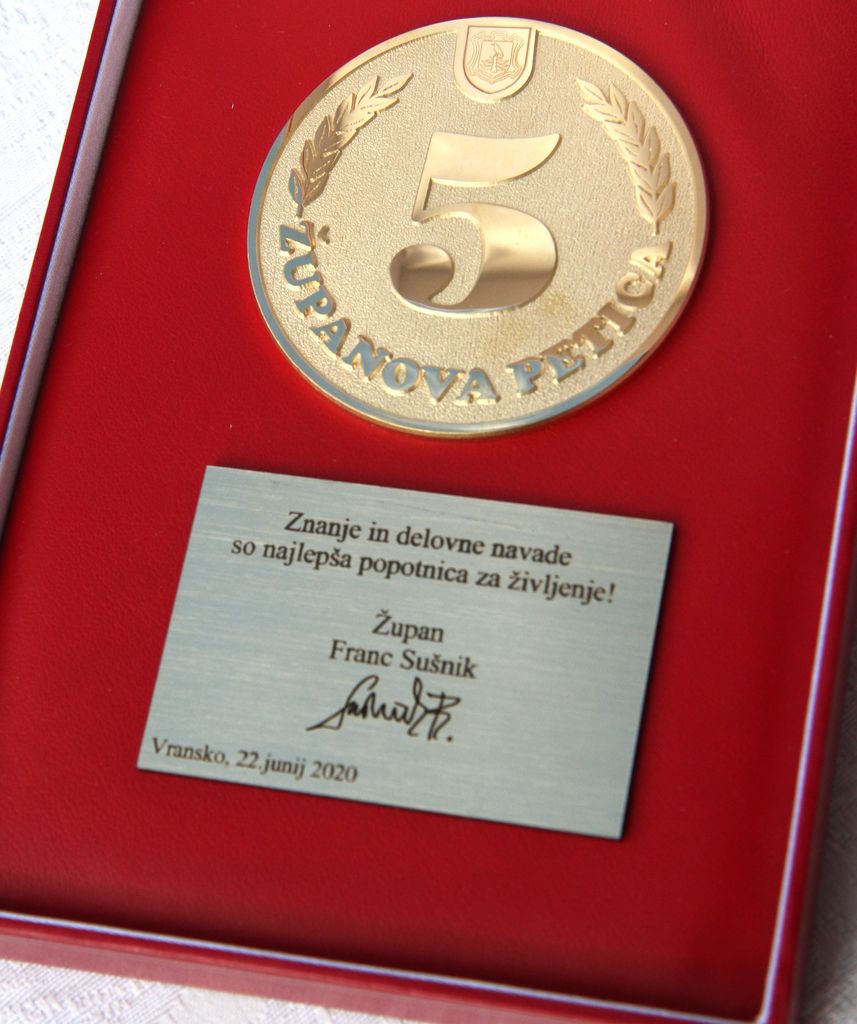 5
ŽUPANOVA PETICA
Znanje in delovne navade
so najlepša popotnica za življenje!
Župan
Franc Sušnik
Vransko, 22.junij 2020